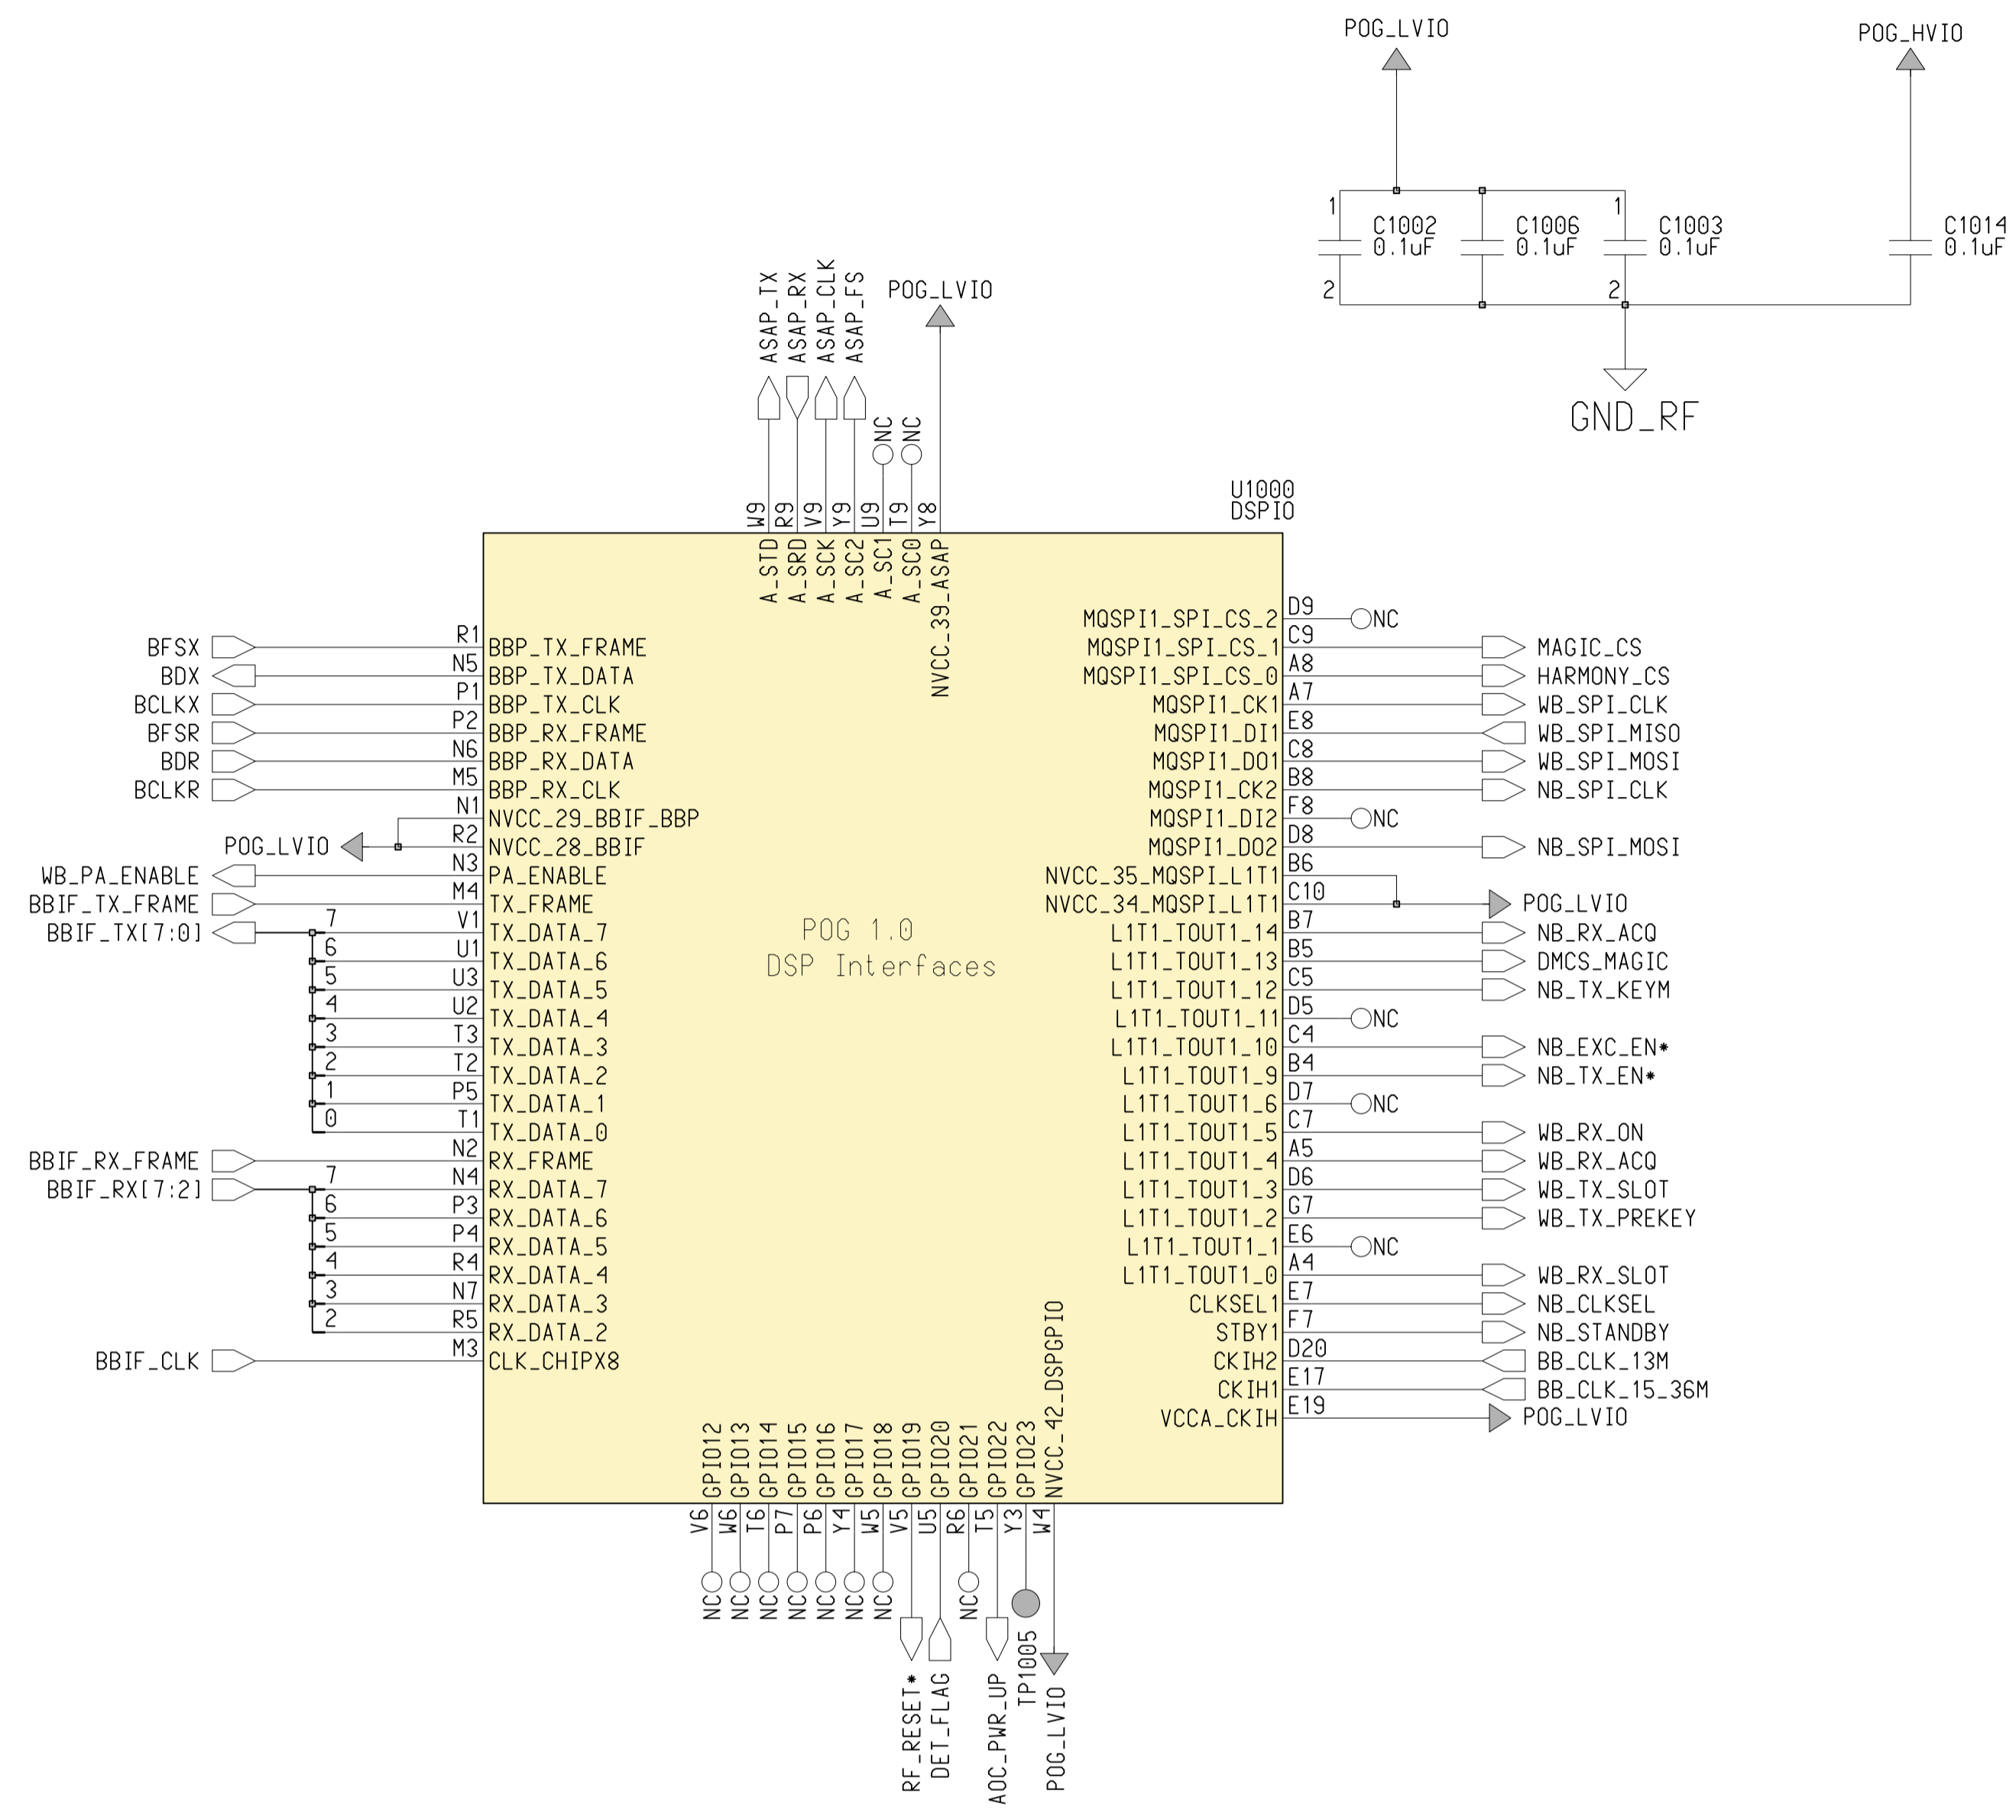 POG_LVIO
POG_HVIO
1
C1002
0.1uF
2
C1006
0.1uF
1
C1003
0.1uF
2
C1014
0.1uF
GND_RF
ASAP_TX
ASAP_RX
ASAP_CLK
ASAP_FS
NC
NC
POG_LVIO
W9
R9
V9
Y9
U9
T9
Y8
A_STD
A_SRD
A_SCK
A_SC2
A_SC1
A_SC0
NVCC_39_ASAP
U1000
DSPIO
POG 1.0
DSP Interfaces
BFSX R1 BBP_TX_FRAME
BDX N5 BBP_TX_DATA
BCLKX P1 BBP_TX_CLK
BFSR P2 BBP_RX_FRAME
BDR N6 BBP_RX_DATA
BCLKR M5 BBP_RX_CLK
N1 NVCC_29_BBIF_BBP
POG_LVIO R2 NVCC_28_BBIF
WB_PA_ENABLE N3 PA_ENABLE
BBIF_TX_FRAME M4 TX_FRAME
BBIF_TX[7:0] 7 V1 TX_DATA_7
6 U1 TX_DATA_6
5 U3 TX_DATA_5
4 U2 TX_DATA_4
3 T3 TX_DATA_3
2 T2 TX_DATA_2
1 P5 TX_DATA_1
0 T1 TX_DATA_0
BBIF_RX_FRAME N2 RX_FRAME
BBIF_RX[7:2] 7 N4 RX_DATA_7
6 P3 RX_DATA_6
5 P4 RX_DATA_5
4 R4 RX_DATA_4
3 N7 RX_DATA_3
2 R5 RX_DATA_2
BBIF_CLK M3 CLK_CHIPX8
MQSPI1_SPI_CS_2 D9 NC
MQSPI1_SPI_CS_1 C9 MAGIC_CS
MQSPI1_SPI_CS_0 A8 HARMONY_CS
MQSPI1_CK1 A7 WB_SPI_CLK
MQSPI1_DI1 E8 WB_SPI_MISO
MQSPI1_DO1 C8 WB_SPI_MOSI
MQSPI1_CK2 B8 NB_SPI_CLK
MQSPI1_DI2 F8 NC
MQSPI1_DO2 D8 NB_SPI_MOSI
NVCC_35_MQSPI_L1T1 B6
NVCC_34_MQSPI_L1T1 C10 POG_LVIO
L1T1_TOUT1_14 B7 NB_RX_ACQ
L1T1_TOUT1_13 B5 DMCS_MAGIC
L1T1_TOUT1_12 C5 NB_TX_KEYM
L1T1_TOUT1_11 D5 NC
L1T1_TOUT1_10 C4 NB_EXC_EN*
L1T1_TOUT1_9 B4 NB_TX_EN*
L1T1_TOUT1_6 D7 NC
L1T1_TOUT1_5 C7 WB_RX_ON
L1T1_TOUT1_4 A5 WB_RX_ACQ
L1T1_TOUT1_3 D6 WB_TX_SLOT
L1T1_TOUT1_2 G7 WB_TX_PREKEY
L1T1_TOUT1_1 E6 NC
L1T1_TOUT1_0 A4 WB_RX_SLOT
CLKSEL1 E7 NB_CLKSEL
STBY1 F7 NB_STANDBY
CKIH2 D20 BB_CLK_13M
CKIH1 E17 BB_CLK_15_36M
VCCA_CKIH E19 POG_LVIO
GPIO12
GPIO13
GPIO14
GPIO15
GPIO16
GPIO17
GPIO18
GPIO19
GPIO20
GPIO21
GPIO22
GPIO23
NVCC_42_DSPGPIO
V6
W6
T6
P7
P6
Y4
W5
V5
U5
R6
T5
Y3
W4
NC
NC
NC
NC
NC
NC
NC
RF_RESET*
DET_FLAG
NC
AOC_PWR_UP
TP1005
POG_LVIO